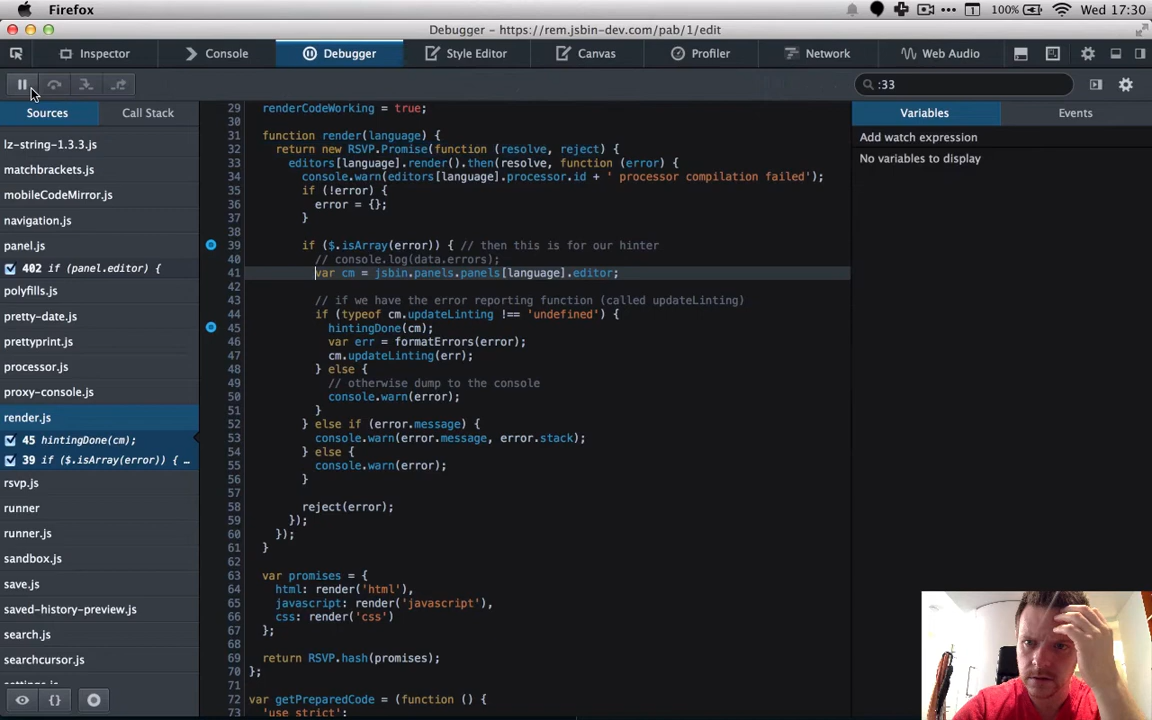 Firefox
1
100%
Wed 17:30
Debugger - https://rem.jsbin-dev.com/pab/1/edit
Inspector
Console
Debugger
Style Editor
Canvas
Profiler
Network
Web Audio
:33
Sources
Call Stack
Variables
Events
Add watch expression
No variables to display
lz-string-1.3.3.js
matchbrackets.js
mobileCodeMirror.js
navigation.js
panel.js
402 if (panel.editor) {
polyfills.js
pretty-date.js
prettyprint.js
processor.js
proxy-console.js
render.js
45 hintingDone(cm);
39 if ($.isArray(error)) { …
rsvp.js
runner
runner.js
sandbox.js
save.js
saved-history-preview.js
search.js
searchcursor.js
{}
29 renderCodeWorking = true;
30
31 function render(language) {
32 return new RSVP.Promise(function (resolve, reject) {
33 editors[language].render().then(resolve, function (error) {
34 console.warn(editors[language].processor.id + ' processor compilation failed');
35 if (!error) {
36 error = {};
37 }
38
39 if ($.isArray(error)) { // then this is for our hinter
40 // console.log(data.errors);
41 var cm = jsbin.panels.panels[language].editor;
42
43 // if we have the error reporting function (called updateLinting)
44 if (typeof cm.updateLinting !== 'undefined') {
45 hintingDone(cm);
46 var err = formatErrors(error);
47 cm.updateLinting(err);
48 } else {
49 // otherwise dump to the console
50 console.warn(error);
51 }
52 } else if (error.message) {
53 console.warn(error.message, error.stack);
54 } else {
55 console.warn(error);
56 }
57
58 reject(error);
59 });
60 });
61 }
62
63 var promises = {
64 html: render('html'),
65 javascript: render('javascript'),
66 css: render('css')
67 };
68
69 return RSVP.hash(promises);
70 };
71
72 var getPreparedCode = (function () {
73 'use strict';